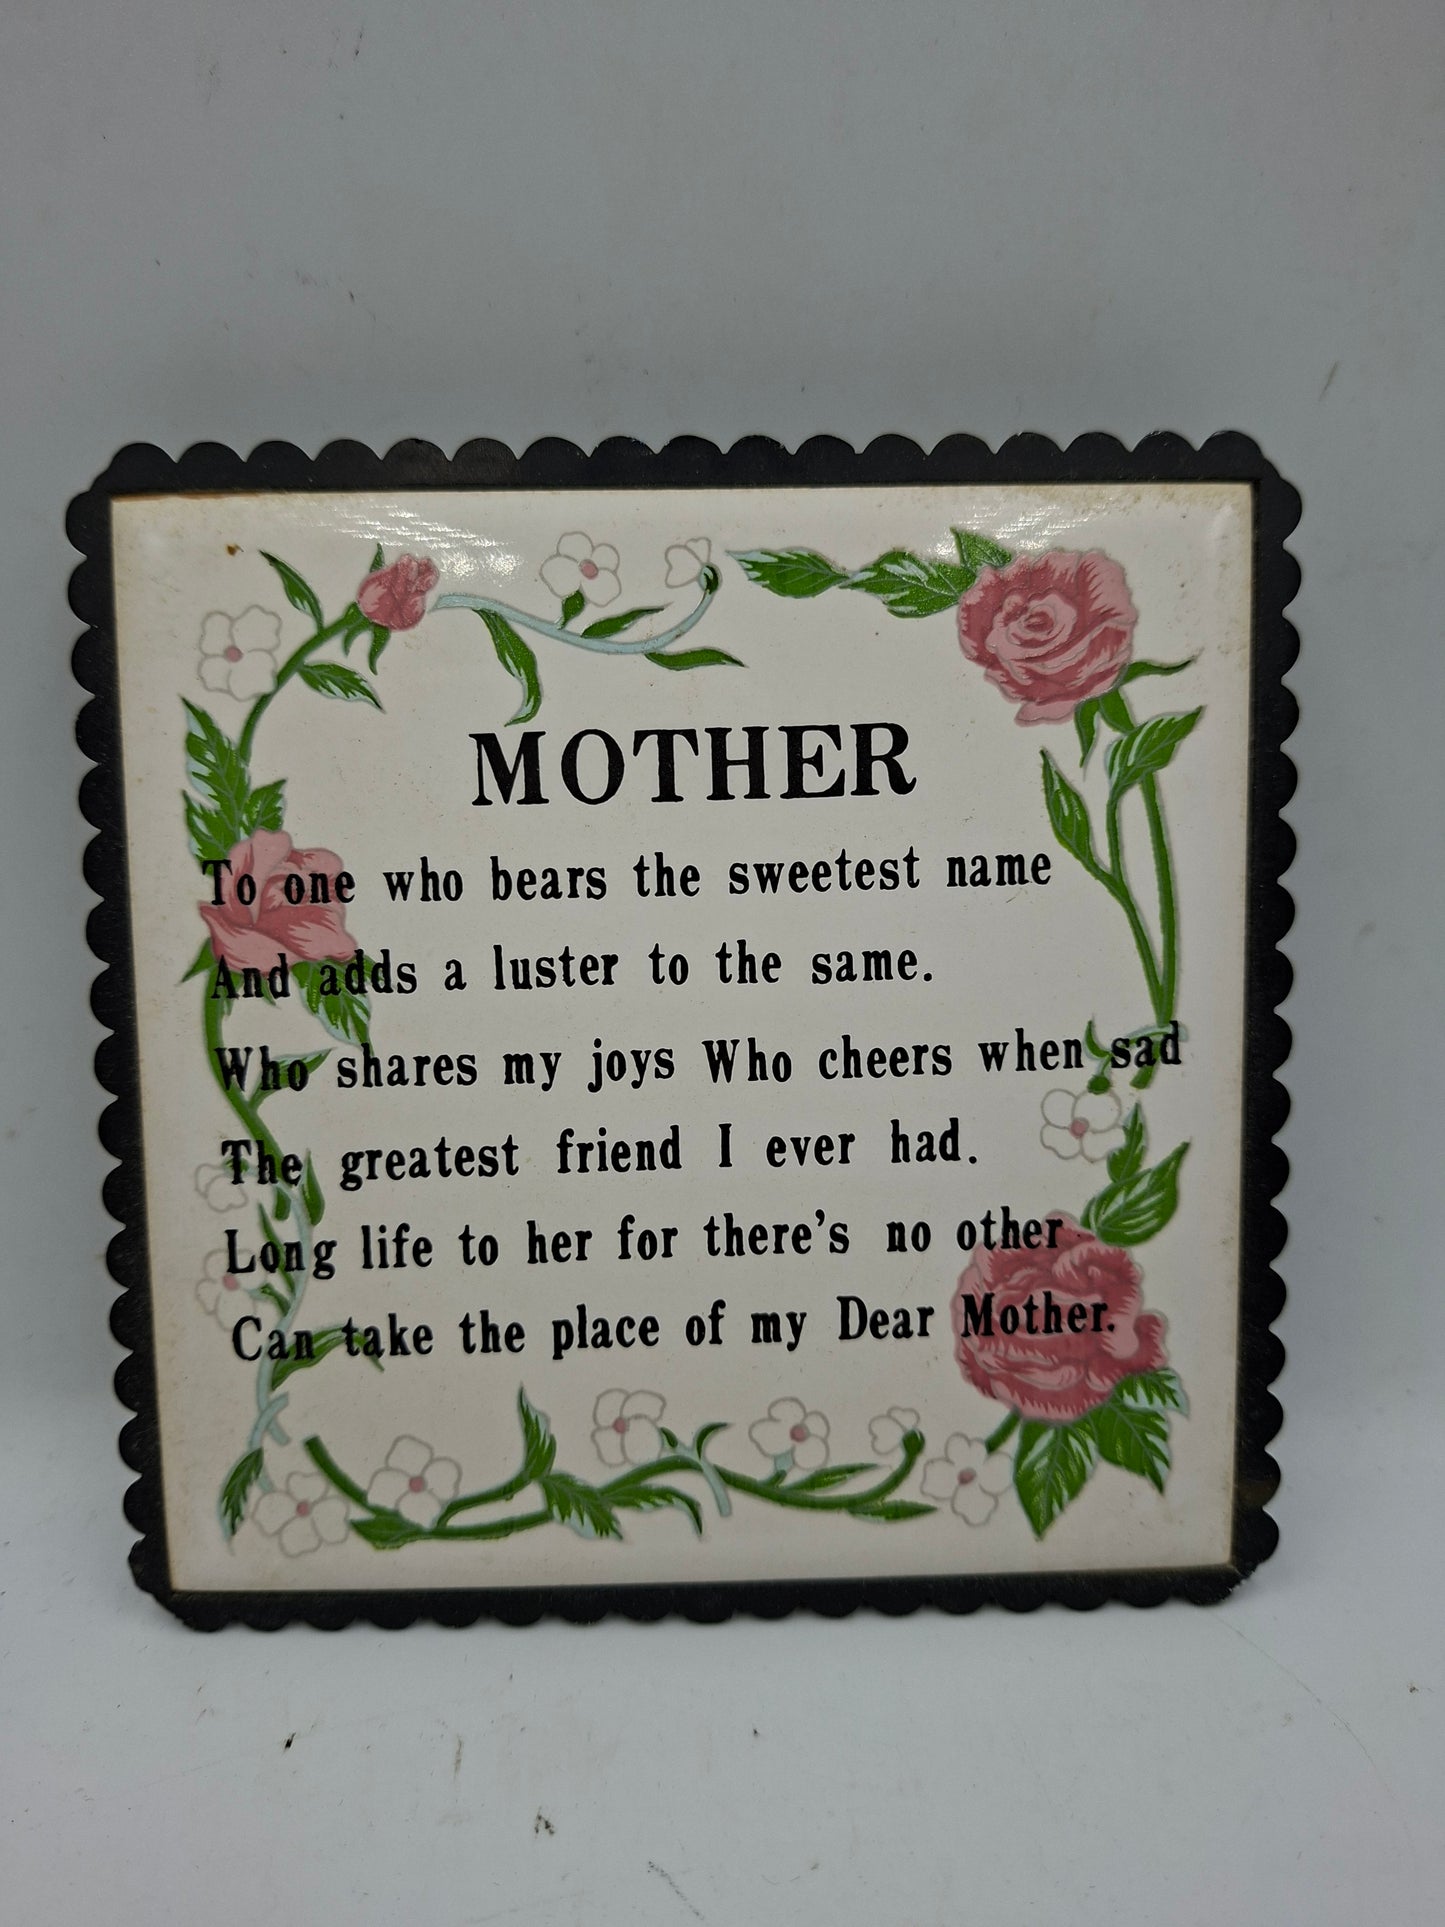 MOTHER
To one who bears the sweetest name
And adds a luster to the same.
Who shares my joys Who cheers when sad
The greatest friend I ever had.
Long life to her for there's no other
Can take the place of my Dear Mother.